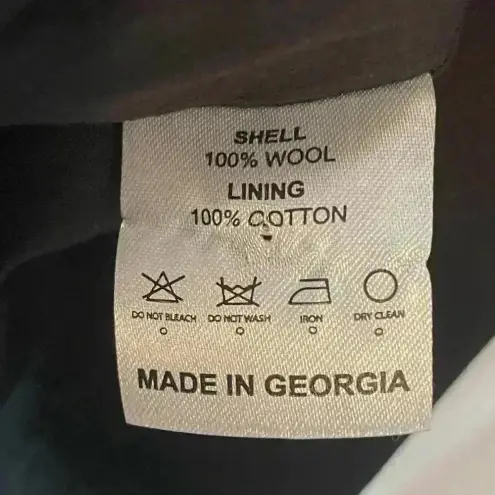 SHELL
100% WOOL
LINING
100% COTTON
DO NOT BLEACH DO NOT WASH IRON DRY CLEAN
MADE IN GEORGIA